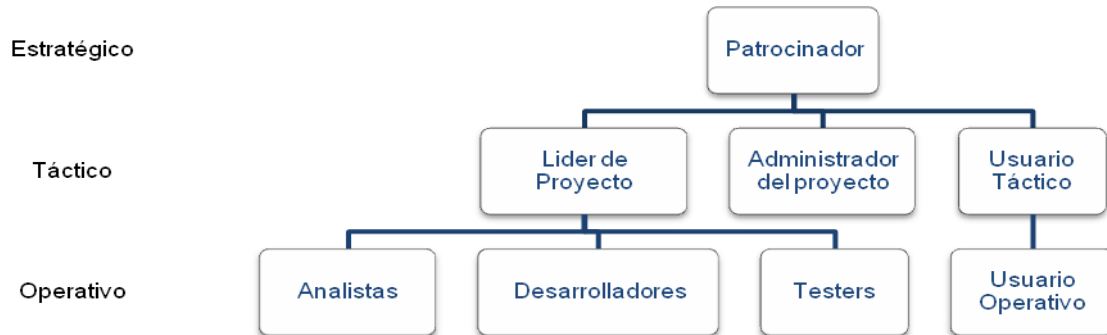 Estratégico
Patrocinador
Táctico
Lider de
Proyecto
Administrador
del proyecto
Usuario
Táctico
Operativo
Analistas
Desarrolladores
Testers
Usuario
Operativo